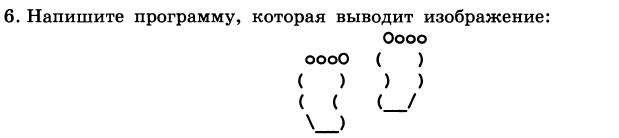 6. Напишите программу, которая выводит изображение:
        Oooo
oooO   (    )
(    )   )  )
(   (   (__/
\__)